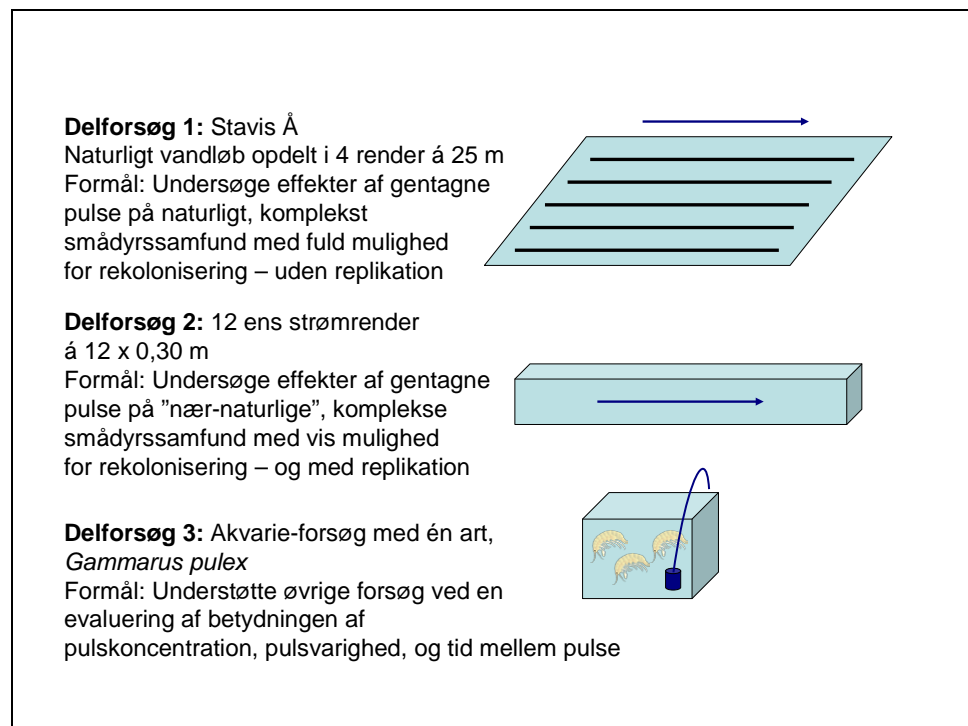 Delforsøg 1: Stavis Å
Naturligt vandløb opdelt i 4 render á 25 m
Formål: Undersøge effekter af gentagne
pulse på naturligt, komplekst
smådyrssamfund med fuld mulighed
for rekolonisering – uden replikation
Delforsøg 2: 12 ens strømrender
á 12 x 0,30 m
Formål: Undersøge effekter af gentagne
pulse på ”nær-naturlige”, komplekse
smådyrssamfund med vis mulighed
for rekolonisering – og med replikation
Delforsøg 3: Akvarie-forsøg med én art,
Gammarus pulex
Formål: Understøtte øvrige forsøg ved en
evaluering af betydningen af
pulskoncentration, pulsvarighed, og tid mellem pulse